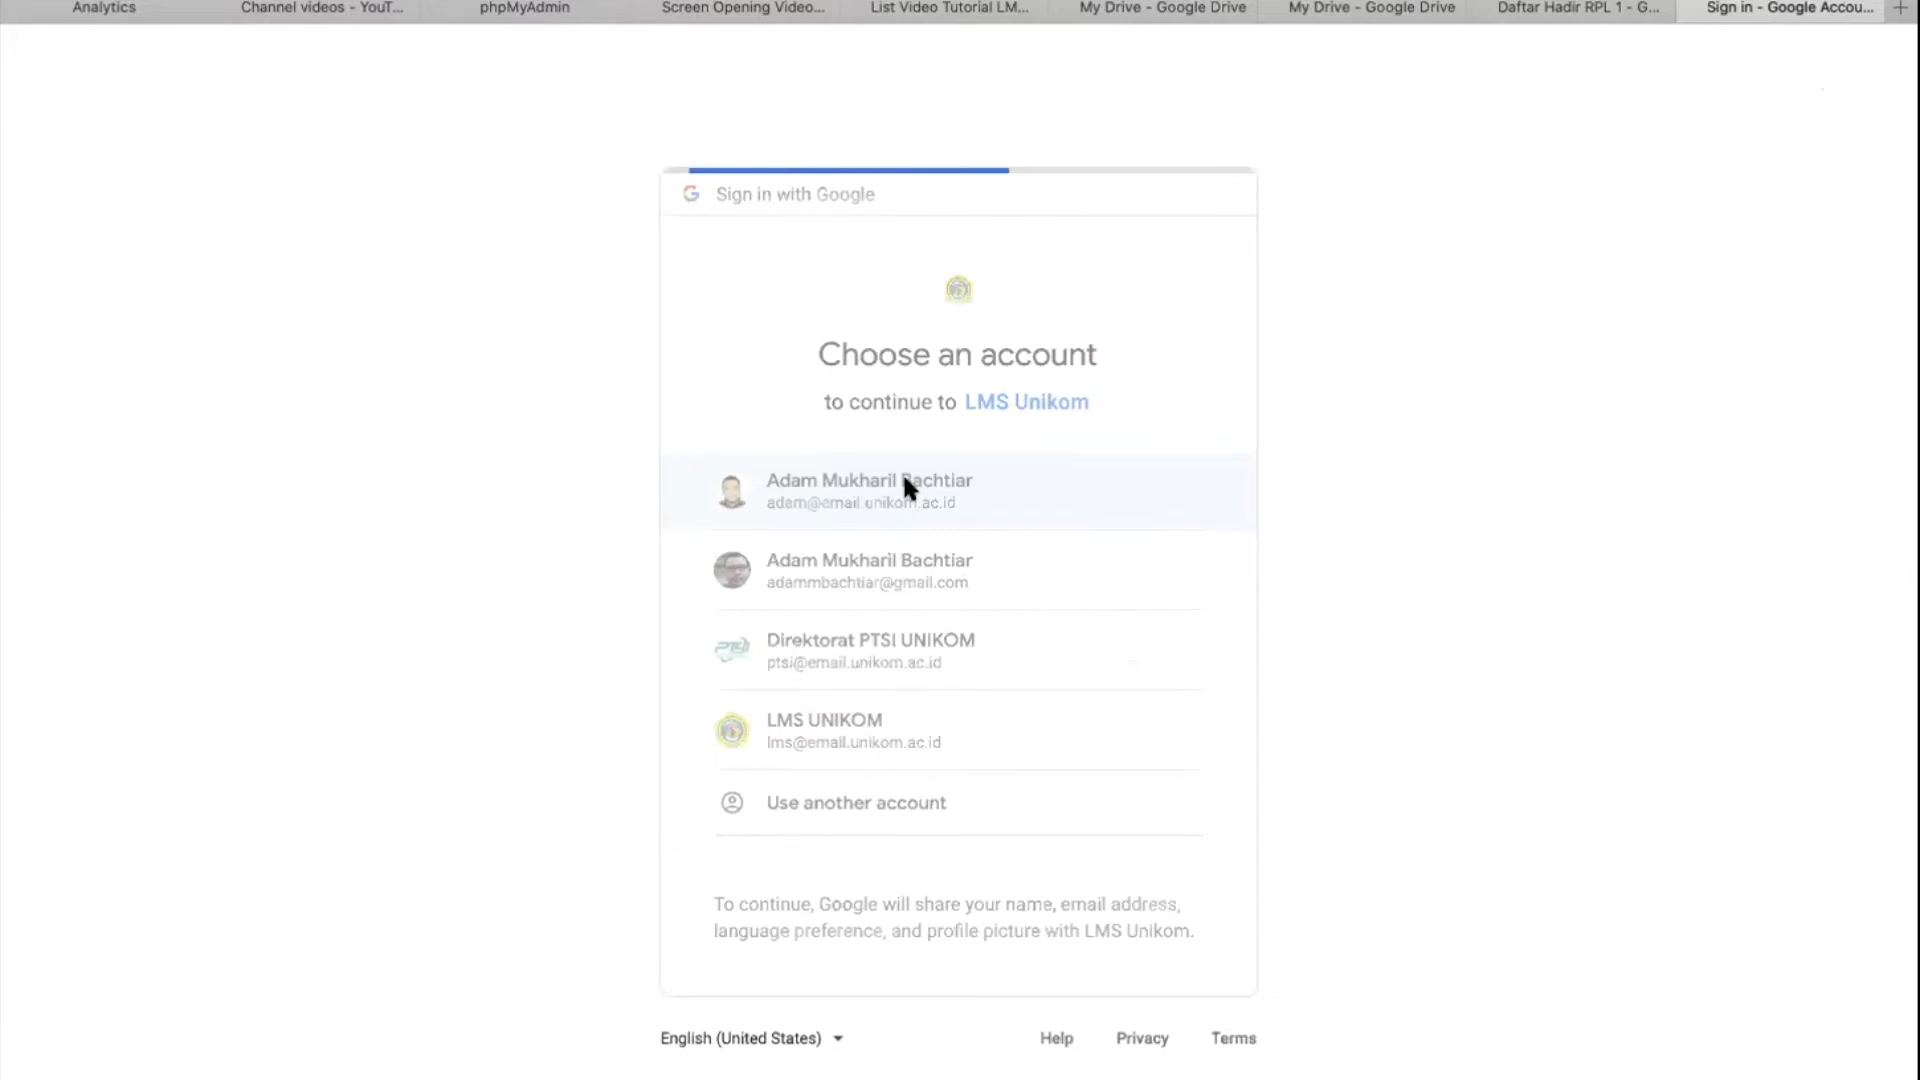 Analytics
Channel videos - YouT...
phpMyAdmin
Screen Opening Video...
List Video Tutorial LM...
My Drive - Google Drive
My Drive - Google Drive
Daftar Hadir RPL 1 - G...
Sign in - Google Accou...
Sign in with Google
Choose an account
to continue to LMS Unikom
Adam Mukharil Bachtiar
adam@email.unikom.ac.id
Adam Mukharil Bachtiar
adammbachtiar@gmail.com
Direktorat PTSI UNIKOM
ptsi@email.unikom.ac.id
LMS UNIKOM
lms@email.unikom.ac.id
Use another account
To continue, Google will share your name, email address,
language preference, and profile picture with LMS Unikom.
English (United States)
Help
Privacy
Terms